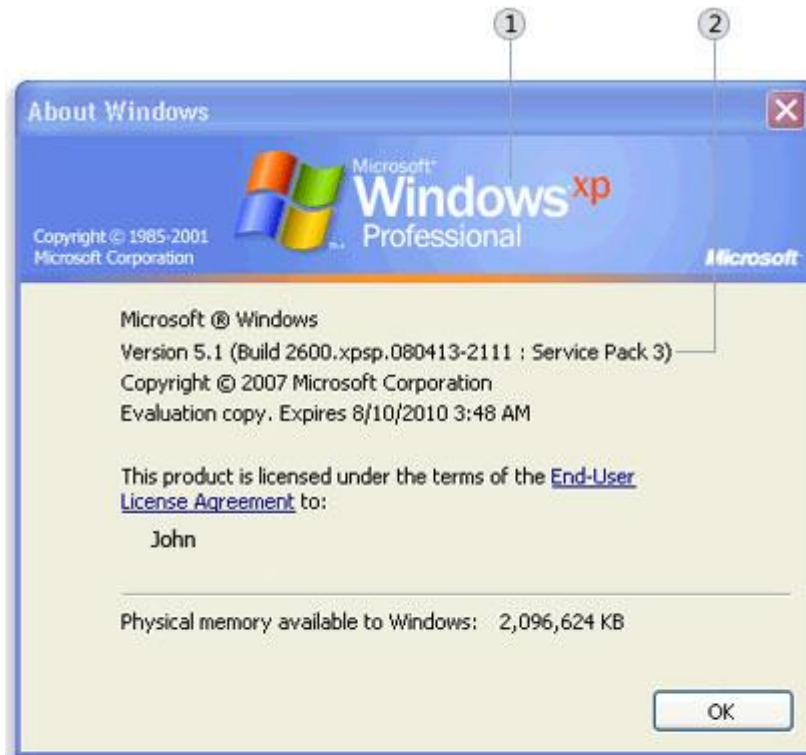 1 2
About Windows
Microsoft®
Windows xp
Professional
Copyright © 1985-2001
Microsoft Corporation
Microsoft
Microsoft ® Windows
Version 5.1 (Build 2600.xpsp.080413-2111 : Service Pack 3)
Copyright © 2007 Microsoft Corporation
Evaluation copy. Expires 8/10/2010 3:48 AM
This product is licensed under the terms of the End-User
License Agreement to:
John
Physical memory available to Windows: 2,096,624 KB
OK